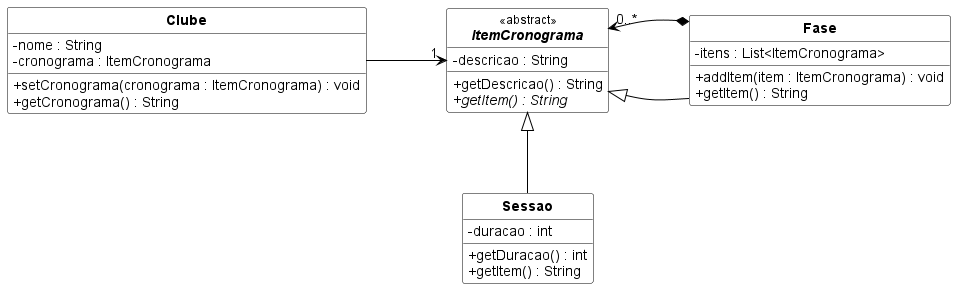 Clube
-nome : String
-cronograma : ItemCronograma
+setCronograma(cronograma : ItemCronograma) : void
+getCronograma() : String
1
«abstract»
ItemCronograma
-descricao : String
+getDescricao() : String
+getItem() : String
0..*
Fase
-itens : List<ItemCronograma>
+addItem(item : ItemCronograma) : void
+getItem() : String
Sessao
-duracao : int
+getDuracao() : int
+getItem() : String